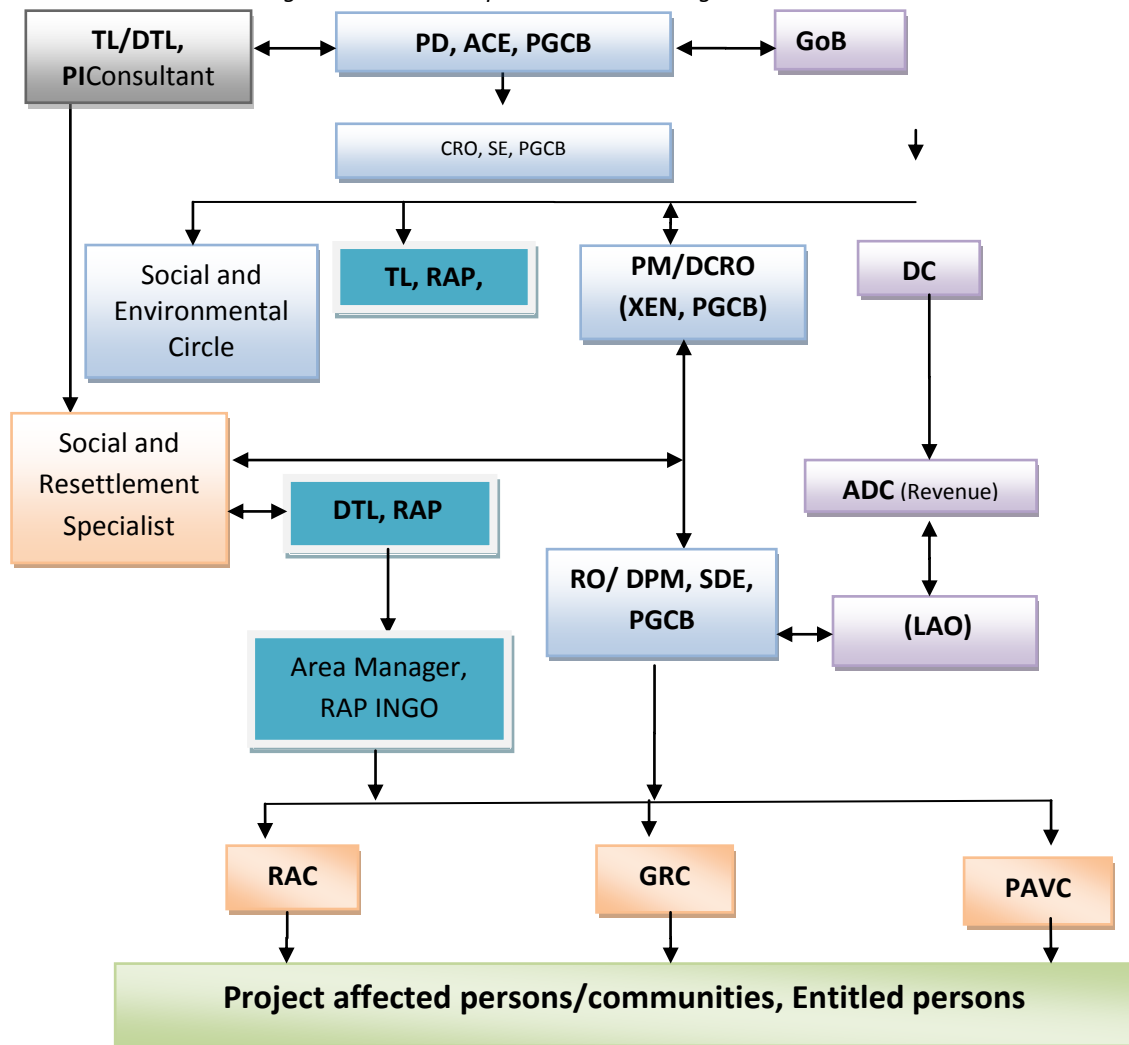 TL/DTL,
PIConsultant
PD, ACE, PGCB
GoB
CRO, SE, PGCB
Social and
Environmental
Circle
TL, RAP,
PM/DCRO
(XEN, PGCB)
DC
Social and
Resettlement
Specialist
DTL, RAP
ADC (Revenue)
RO/ DPM, SDE,
PGCB
(LAO)
Area Manager,
RAP INGO
RAC
GRC
PAVC
Project affected persons/communities, Entitled persons